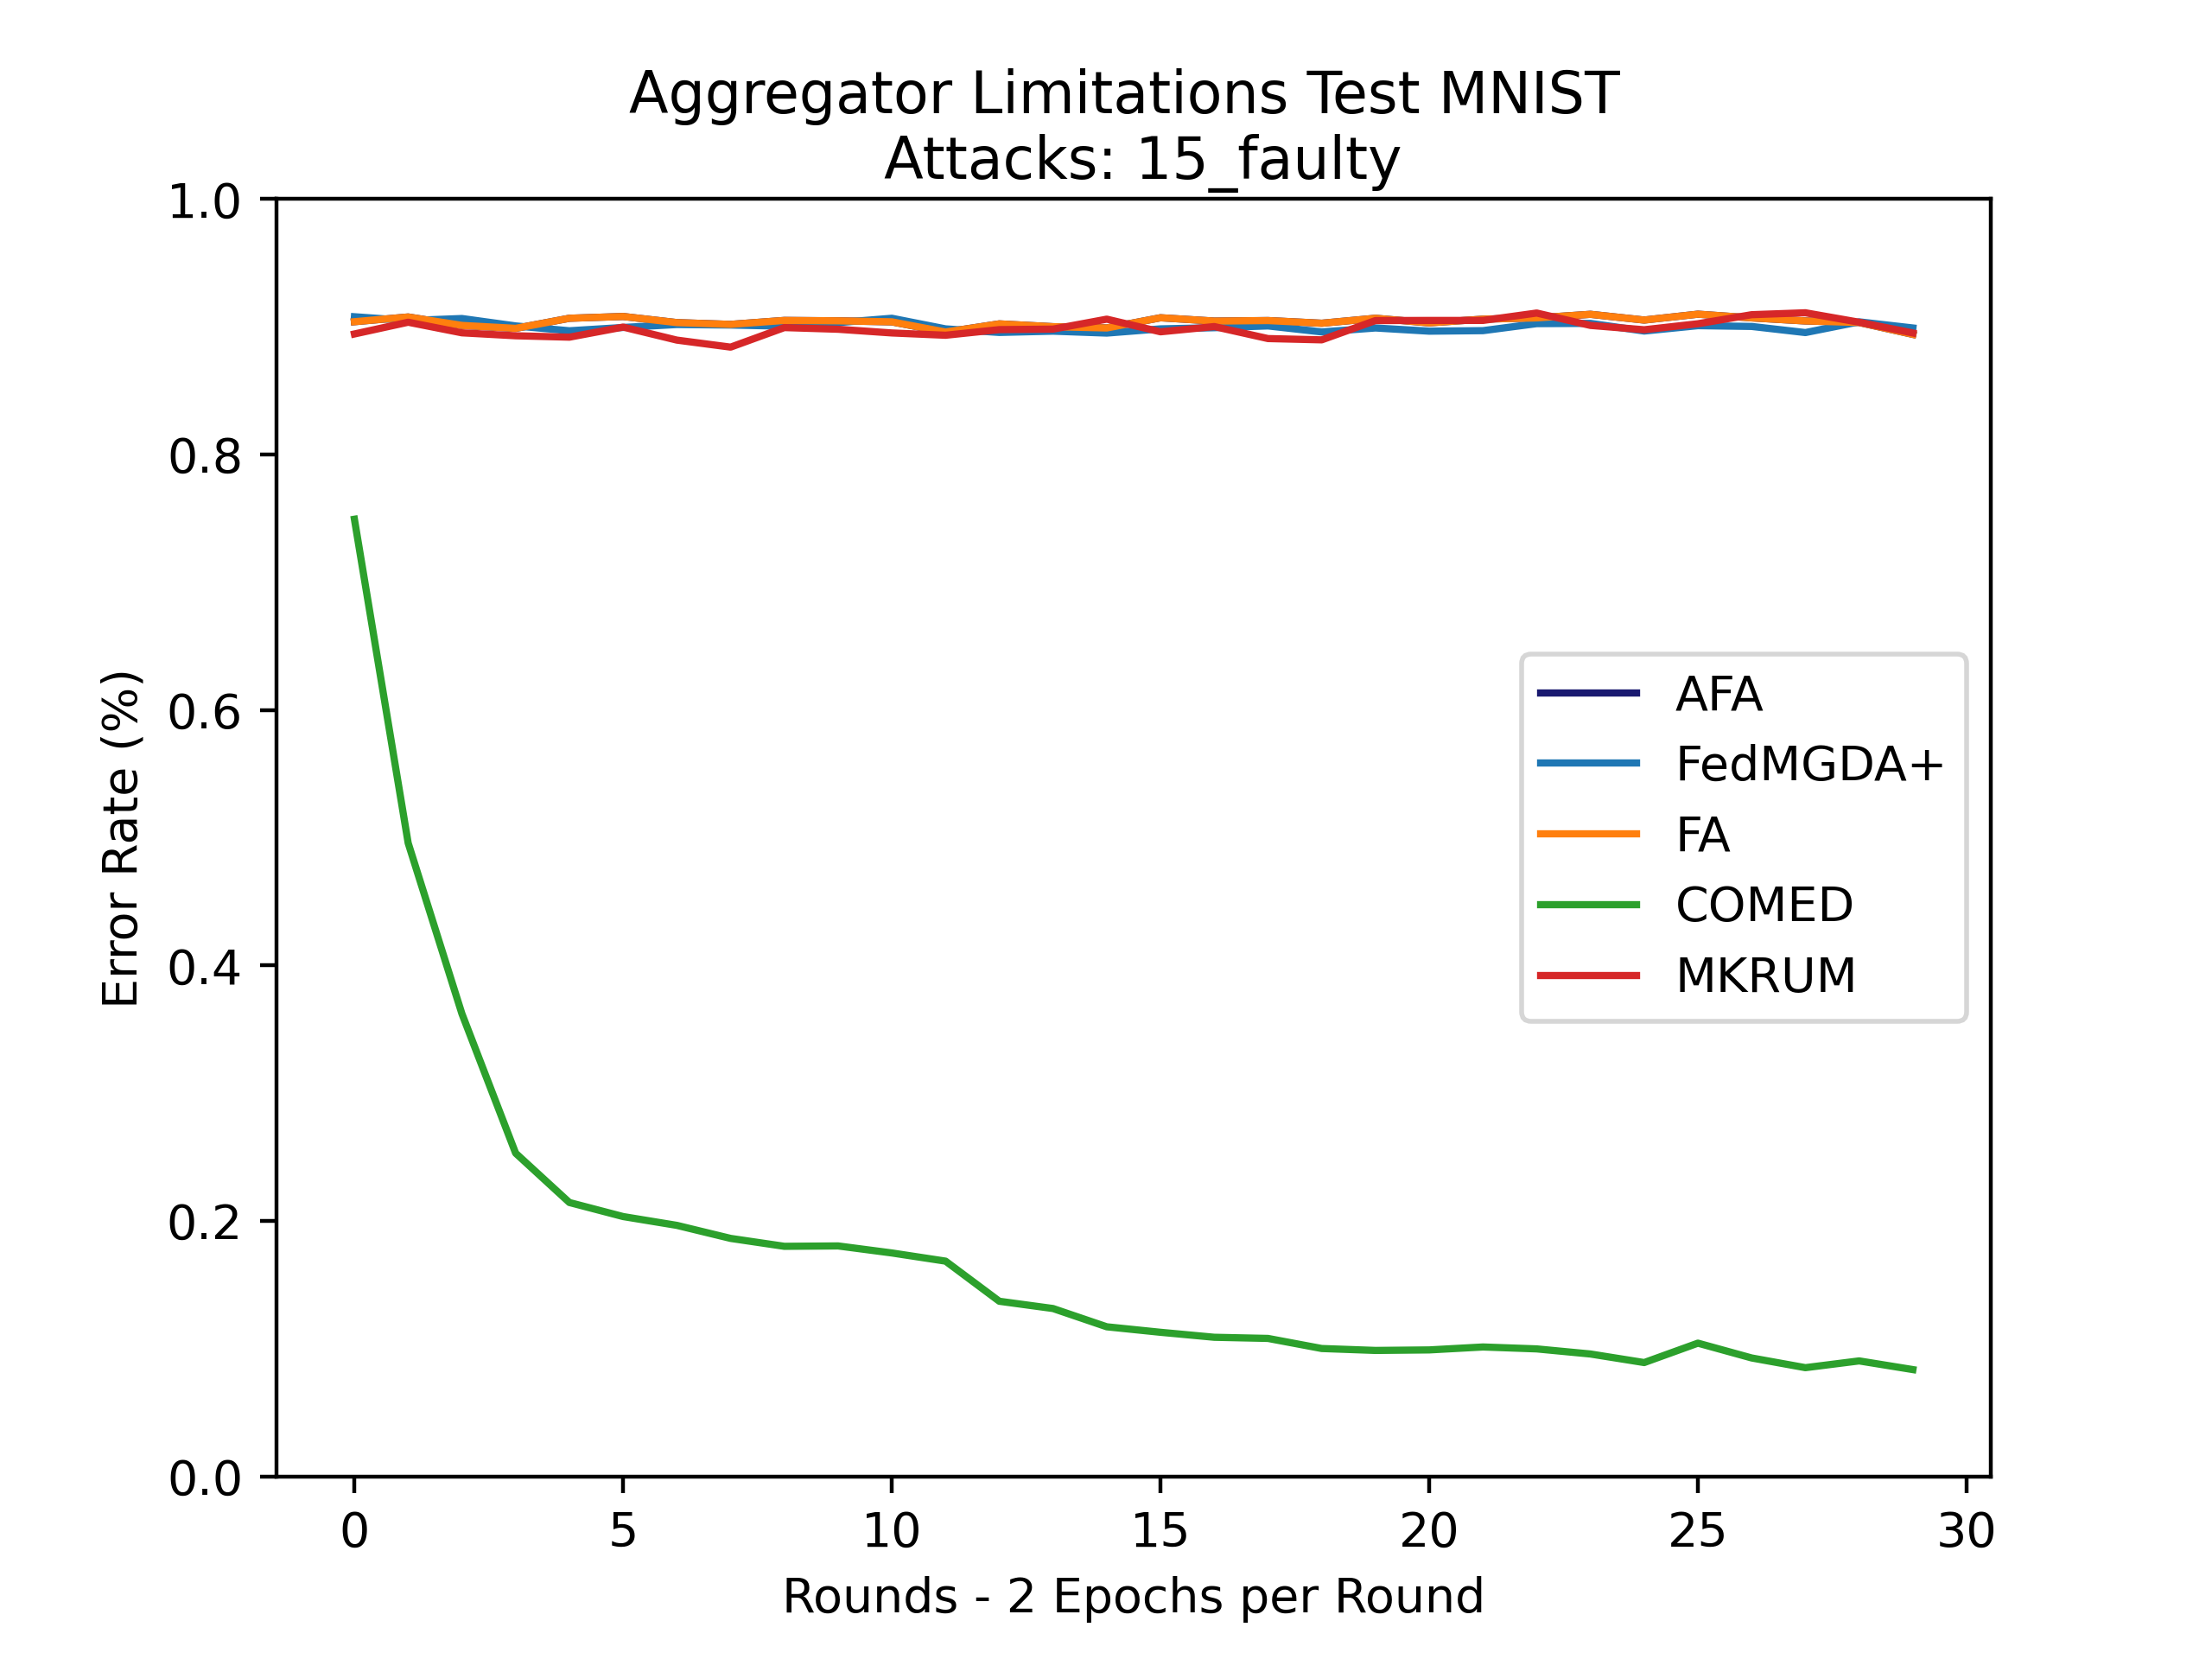 Aggregator Limitations Test MNIST
Attacks: 15_faulty
1.0
0.8
0.6
0.4
0.2
0.0
Error Rate (%)
AFA
FedMGDA+
FA
COMED
MKRUM
0 5 10 15 20 25 30
Rounds - 2 Epochs per Round